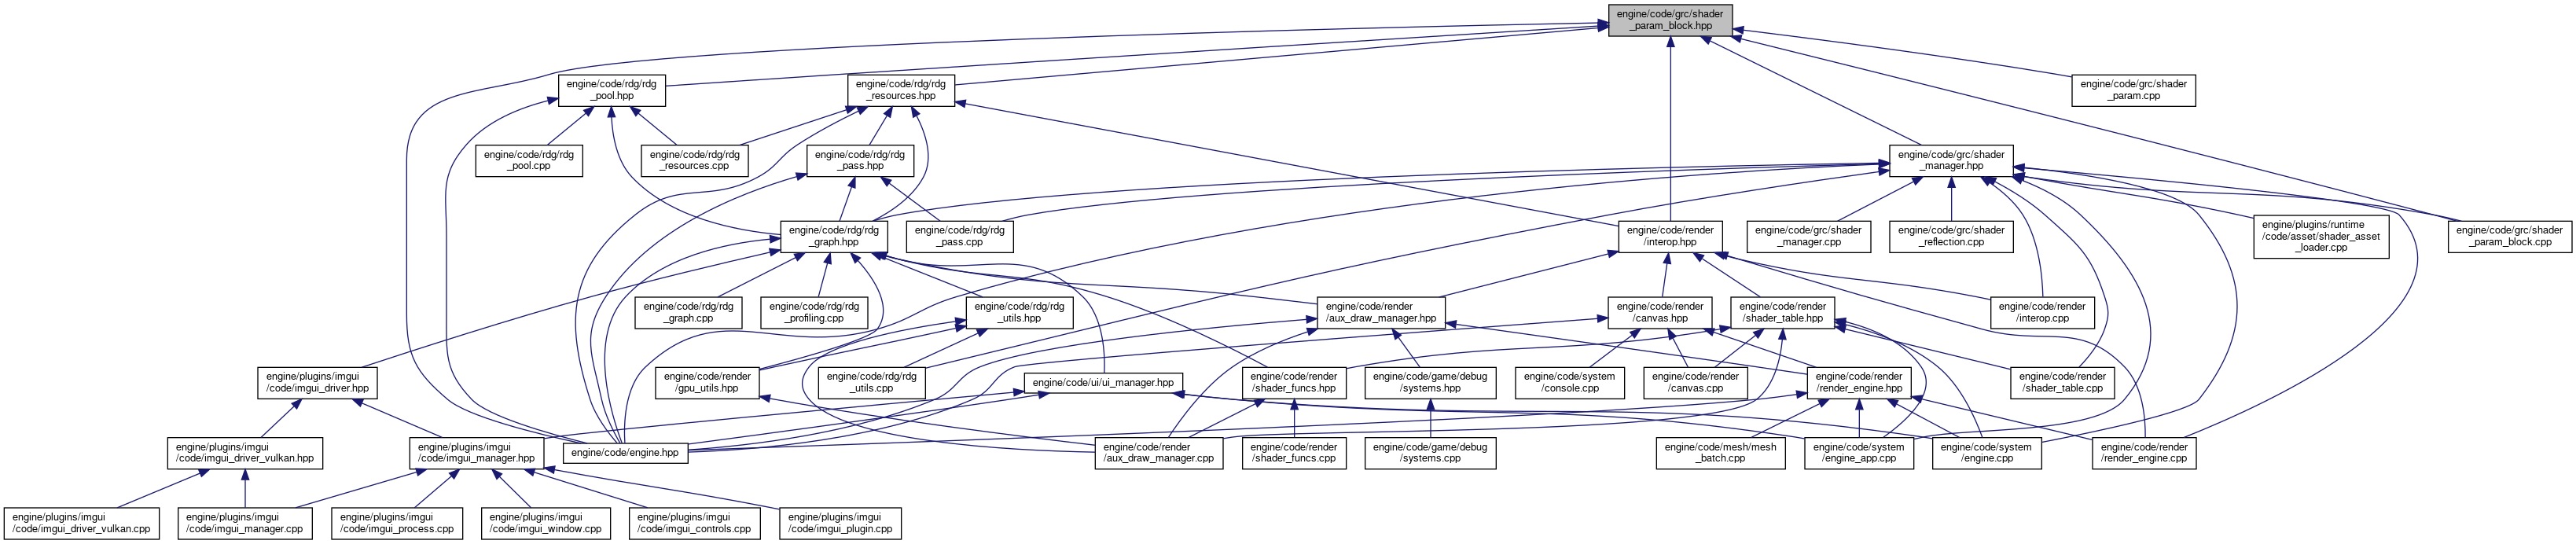 engine/code/grc/shader
_param_block.hpp
engine/code/rdg/rdg
_pool.hpp
engine/code/rdg/rdg
_resources.hpp
engine/code/grc/shader
_param.cpp
engine/code/rdg/rdg
_pool.cpp
engine/code/rdg/rdg
_resources.cpp
engine/code/rdg/rdg
_pass.hpp
engine/code/grc/shader
_manager.hpp
engine/code/rdg/rdg
_graph.hpp
engine/code/rdg/rdg
_pass.cpp
engine/code/render
/interop.hpp
engine/code/grc/shader
_manager.cpp
engine/code/grc/shader
_reflection.cpp
engine/plugins/runtime
/code/asset/shader_asset
_loader.cpp
engine/code/grc/shader
_param_block.cpp
engine/code/rdg/rdg
_graph.cpp
engine/code/rdg/rdg
_profiling.cpp
engine/code/rdg/rdg
_utils.hpp
engine/code/render
/aux_draw_manager.hpp
engine/code/render
/canvas.hpp
engine/code/render
/shader_table.hpp
engine/code/render
/interop.cpp
engine/plugins/imgui
/code/imgui_driver.hpp
engine/code/render
/gpu_utils.hpp
engine/code/rdg/rdg
_utils.cpp
engine/code/ui/ui_manager.hpp
engine/code/render
/shader_funcs.hpp
engine/code/game/debug
/systems.hpp
engine/code/system
/console.cpp
engine/code/render
/canvas.cpp
engine/code/render
/render_engine.hpp
engine/code/render
/shader_table.cpp
engine/plugins/imgui
/code/imgui_driver_vulkan.hpp
engine/plugins/imgui
/code/imgui_manager.hpp
engine/code/engine.hpp
engine/code/render
/aux_draw_manager.cpp
engine/code/render
/shader_funcs.cpp
engine/code/game/debug
/systems.cpp
engine/code/mesh/mesh
_batch.cpp
engine/code/system
/engine_app.cpp
engine/code/system
/engine.cpp
engine/code/render
/render_engine.cpp
engine/plugins/imgui
/code/imgui_driver_vulkan.cpp
engine/plugins/imgui
/code/imgui_manager.cpp
engine/plugins/imgui
/code/imgui_process.cpp
engine/plugins/imgui
/code/imgui_window.cpp
engine/plugins/imgui
/code/imgui_controls.cpp
engine/plugins/imgui
/code/imgui_plugin.cpp